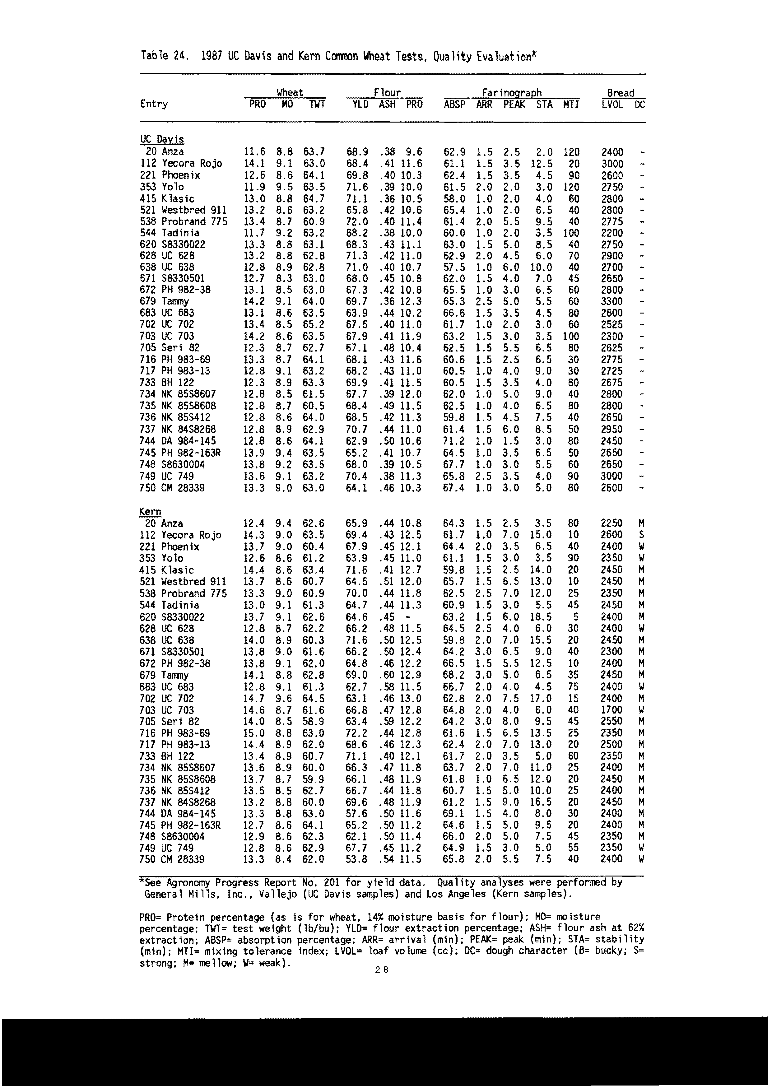 Table 24. 1987 UC Davis and Kern Common Wheat Tests, Quality Evaluation*
Wheat Flour Farinograph Bread
Entry PRO MO TWT YLD ASH PRO ABSP ARR PEAK STA MTI LVOL DC
UC Davis
20 Anza 11.6 8.8 63.7 68.9 .38 9.6 62.9 1.5 2.5 2.0 120 2400 -
112 Yecora Rojo 14.1 9.1 63.0 68.4 .41 11.6 61.1 1.5 3.5 12.5 20 3000 -
221 Phoenix 12.6 8.6 64.1 69.8 .40 10.3 62.4 1.5 3.5 4.5 90 2600 -
353 Yolo 11.9 9.5 63.5 71.6 .39 10.0 61.5 2.0 2.0 3.0 120 2750 -
415 Klasic 13.0 8.8 64.7 71.1 .36 10.5 58.0 1.0 2.0 4.0 60 2800 -
521 Westbred 911 13.2 8.6 63.2 65.8 .42 10.6 65.4 1.0 2.0 6.5 40 2800 -
538 Probrand 775 13.4 8.7 60.9 72.0 .40 11.4 61.4 2.0 5.5 9.5 40 2775 -
544 Tadinia 11.7 9.2 63.2 68.2 .38 10.0 60.0 1.0 2.0 3.5 100 2200 -
620 S8330022 13.3 8.8 63.1 68.3 .43 11.1 63.0 1.5 5.0 8.5 40 2750 -
628 UC 628 13.2 8.8 62.8 71.3 .42 11.0 62.9 2.0 4.5 6.0 70 2900 -
638 UC 638 12.8 8.9 62.8 71.0 .40 10.7 57.5 1.0 6.0 10.0 40 2700 -
671 S8330501 12.7 8.3 63.0 68.0 .45 10.8 62.0 1.5 4.0 7.0 45 2650 -
672 PH 982-38 13.1 8.5 63.0 67.3 .42 10.8 65.5 1.0 3.0 6.5 60 2800 -
679 Tammy 14.2 9.1 64.0 69.7 .36 12.3 65.3 2.5 5.0 5.5 60 3300 -
683 UC 683 13.1 8.6 63.5 63.9 .44 10.2 66.6 1.5 3.5 4.5 80 2600 -
702 UC 702 13.4 8.5 65.2 67.5 .40 11.0 61.7 1.0 2.0 3.0 60 2525 -
703 UC 703 14.2 8.6 63.5 67.9 .41 11.9 63.2 1.5 3.0 3.5 100 2300 -
705 Seri 82 12.3 8.7 62.7 67.1 .48 10.4 62.5 1.5 5.5 6.5 80 2625 -
716 PH 983-69 13.3 8.7 64.1 68.1 .43 11.6 60.6 1.5 2.5 6.5 30 2775 -
717 PH 983-13 12.8 9.1 63.2 68.2 .43 11.0 60.5 1.0 4.0 9.0 30 2725 -
733 BH 122 12.3 8.9 63.3 69.9 .41 11.5 60.5 1.5 3.5 4.0 60 2675 -
734 NK 85S8607 12.8 8.5 61.5 67.7 .39 12.0 62.0 1.0 5.0 9.0 40 2800 -
735 NK 85S8608 12.8 8.7 60.5 68.4 .49 11.5 62.5 1.0 4.0 6.5 80 2800 -
736 NK 85S412 12.8 8.6 64.0 68.5 .42 11.3 59.8 1.5 4.5 7.5 40 2650 -
737 NK 84S8268 12.8 8.9 62.9 70.7 .44 11.0 61.4 1.5 6.0 8.5 50 2950 -
744 DA 984-145 12.8 8.6 64.1 62.9 .50 10.6 71.2 1.0 1.5 3.0 80 2450 -
745 PH 982-163R 13.9 9.4 63.5 65.2 .41 10.7 64.5 1.0 3.5 6.5 50 2650 -
748 S8630004 13.8 9.2 63.5 68.0 .39 10.5 67.7 1.0 3.0 5.5 60 2650 -
749 UC 749 13.6 9.1 63.2 70.4 .38 11.3 65.8 2.5 3.5 4.0 90 3000 -
750 CM 28339 13.3 9.0 63.0 64.1 .46 10.3 67.4 1.0 3.0 5.0 80 2600 -
Kern
20 Anza 12.4 9.4 62.6 65.9 .44 10.8 64.3 1.5 2.5 3.5 80 2250 M
112 Yecora Rojo 14.3 9.0 63.5 69.4 .43 12.5 61.7 1.0 7.0 15.0 10 2600 S
221 Phoenix 13.7 9.0 60.4 67.9 .45 12.1 64.4 2.0 3.5 6.5 40 2400 W
353 Yolo 12.6 8.6 61.2 63.9 .45 11.0 61.1 1.5 3.0 3.5 90 2350 W
415 Klasic 14.4 8.6 63.4 71.6 .41 12.7 59.8 1.5 2.5 14.0 20 2450 M
521 Westbred 911 13.7 8.6 60.7 64.5 .51 12.0 65.7 1.5 6.5 13.0 10 2450 M
538 Probrand 775 13.3 9.0 60.9 70.0 .44 11.8 62.5 2.5 7.0 12.0 25 2350 M
544 Tadinia 13.0 9.1 61.3 64.7 .44 11.3 60.9 1.5 3.0 5.5 45 2450 M
620 S8330022 13.7 9.1 62.6 64.6 .45 - 63.2 1.5 6.0 18.5 5 2400 M
628 UC 628 12.8 8.7 62.2 66.2 .48 11.5 64.5 2.5 4.0 6.0 30 2400 W
638 UC 638 14.0 8.9 60.3 71.6 .50 12.5 59.8 2.0 7.0 15.5 20 2450 M
671 S8330501 13.8 9.0 61.6 66.2 .50 12.4 64.2 3.0 6.5 9.0 40 2300 M
672 PH 982-38 13.8 9.1 62.0 64.8 .46 12.2 66.5 1.5 5.5 12.5 10 2400 M
679 Tammy 14.1 8.8 62.8 69.0 .60 12.9 68.2 3.0 5.0 6.5 35 2450 M
683 UC 683 12.8 9.1 61.3 62.7 .58 11.5 66.7 2.0 4.0 4.5 75 2400 W
702 UC 702 14.7 9.6 64.5 63.1 .46 13.0 62.8 2.0 7.5 17.0 15 2400 M
703 UC 703 14.6 8.7 61.6 66.8 .47 12.8 64.8 2.0 4.0 6.0 40 1700 W
705 Seri 82 14.0 8.5 58.9 63.4 .59 12.2 64.2 3.0 8.0 9.5 45 2550 M
716 PH 983-69 15.0 8.8 63.0 72.2 .44 12.8 61.6 1.5 6.5 13.5 25 2350 M
717 PH 983-13 14.4 8.9 62.0 68.6 .46 12.3 62.4 2.0 7.0 13.0 20 2500 M
733 BH 122 13.4 8.9 60.7 71.1 .40 12.1 61.7 2.0 3.5 5.0 60 2350 M
734 NK 85S8607 13.6 8.9 60.0 66.3 .47 11.8 63.7 2.0 7.0 11.0 25 2400 M
735 NK 85S8608 13.7 8.7 59.9 66.1 .48 11.9 61.8 1.0 6.5 12.0 20 2450 M
736 NK 85S412 13.5 8.5 62.7 66.7 .44 11.8 60.7 1.5 5.0 10.0 25 2400 M
737 NK 84S8268 13.2 8.8 60.0 69.6 .48 11.9 61.2 1.5 9.0 16.5 20 2450 M
744 DA 984-145 13.3 8.8 63.0 57.6 .50 11.6 69.1 1.5 4.0 8.0 30 2400 M
745 PH 982-163R 12.7 8.6 64.1 65.2 .50 11.2 64.6 1.5 5.0 9.5 20 2400 M
748 S8630004 12.9 8.6 62.3 62.1 .50 11.4 66.0 2.0 5.0 7.5 45 2350 M
749 UC 749 12.8 8.6 62.9 67.7 .45 11.2 64.9 1.5 3.0 5.0 55 2350 W
750 CM 28339 13.3 8.4 62.0 53.8 .54 11.5 65.8 2.0 5.5 7.5 40 2400 W
*See Agronomy Progress Report No. 201 for yield data. Quality analyses were performed by
General Mills, Inc., Vallejo (UC Davis samples) and Los Angeles (Kern samples).
PRO= Protein percentage (as is for wheat, 14% moisture basis for flour); MO= moisture
percentage; TWT= test weight (lb/bu); YLD= flour extraction percentage; ASH= flour ash at 62%
extraction; ABSP= absorption percentage; ARR= arrival (min); PEAK= peak (min); STA= stability
(min); MTI= mixing tolerance index; LVOL= loaf volume (cc); DC= dough character (B= bucky; S=
strong; M= mellow; W= weak).
28